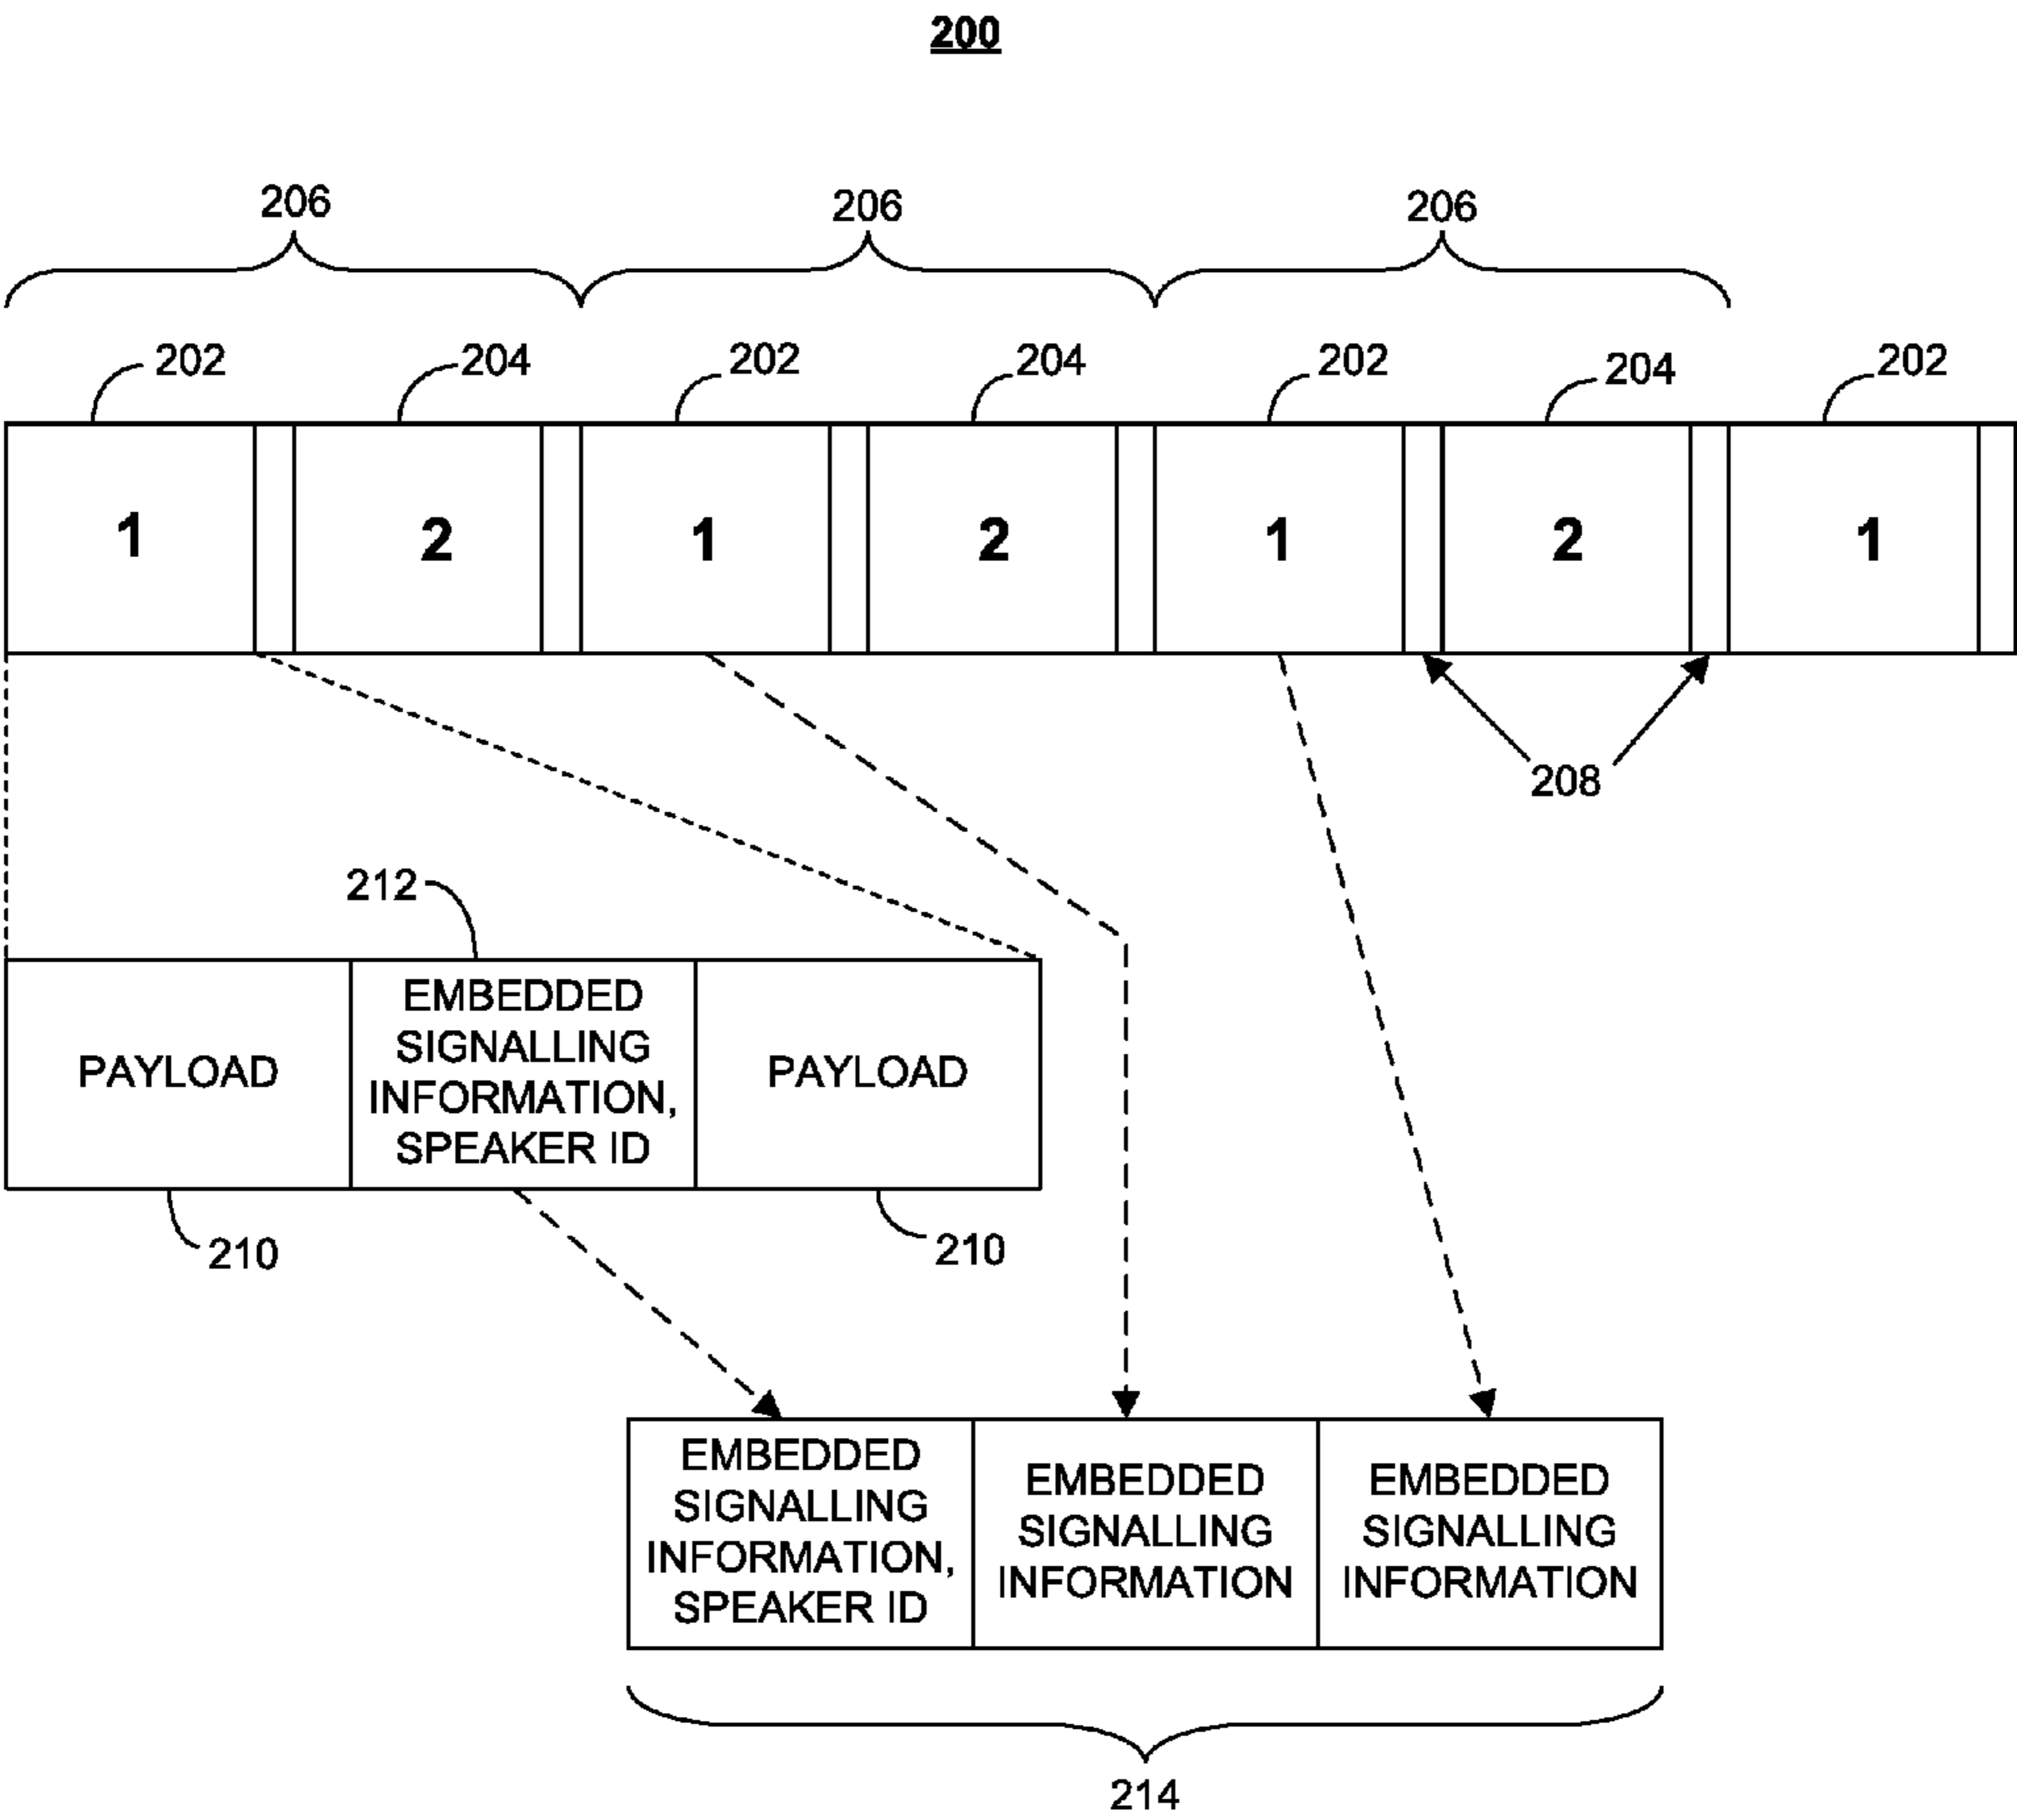 200
206 206 206
202 204 202 204 202 204 202
1 2 1 2 1 2 1
208
212
PAYLOAD
EMBEDDED
SIGNALLING
INFORMATION,
SPEAKER ID
PAYLOAD
210 210
EMBEDDED
SIGNALLING
INFORMATION,
SPEAKER ID
EMBEDDED
SIGNALLING
INFORMATION
EMBEDDED
SIGNALLING
INFORMATION
214